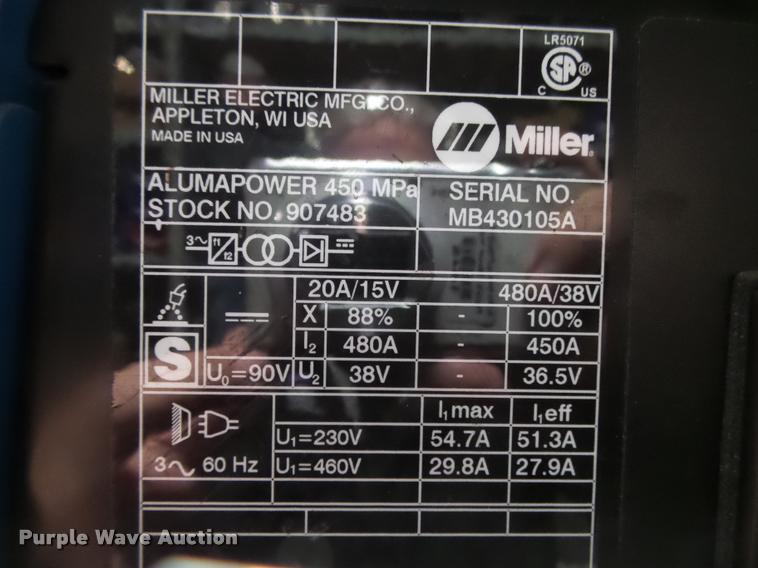 LR5071
SA ®
C US
MILLER ELECTRIC MFG. CO.,
APPLETON, WI USA
MADE IN USA
Miller®
ALUMAPOWER 450 MPa
STOCK NO. 907483
SERIAL NO.
MB430105A
3~ f1 f2
20A/15V 480A/38V
X 88% - 100%
I2 480A - 450A
S U0=90V U2 38V - 36.5V
I1max I1eff
U1=230V 54.7A 51.3A
3~ 60 Hz U1=460V 29.8A 27.9A
Purple Wave Auction